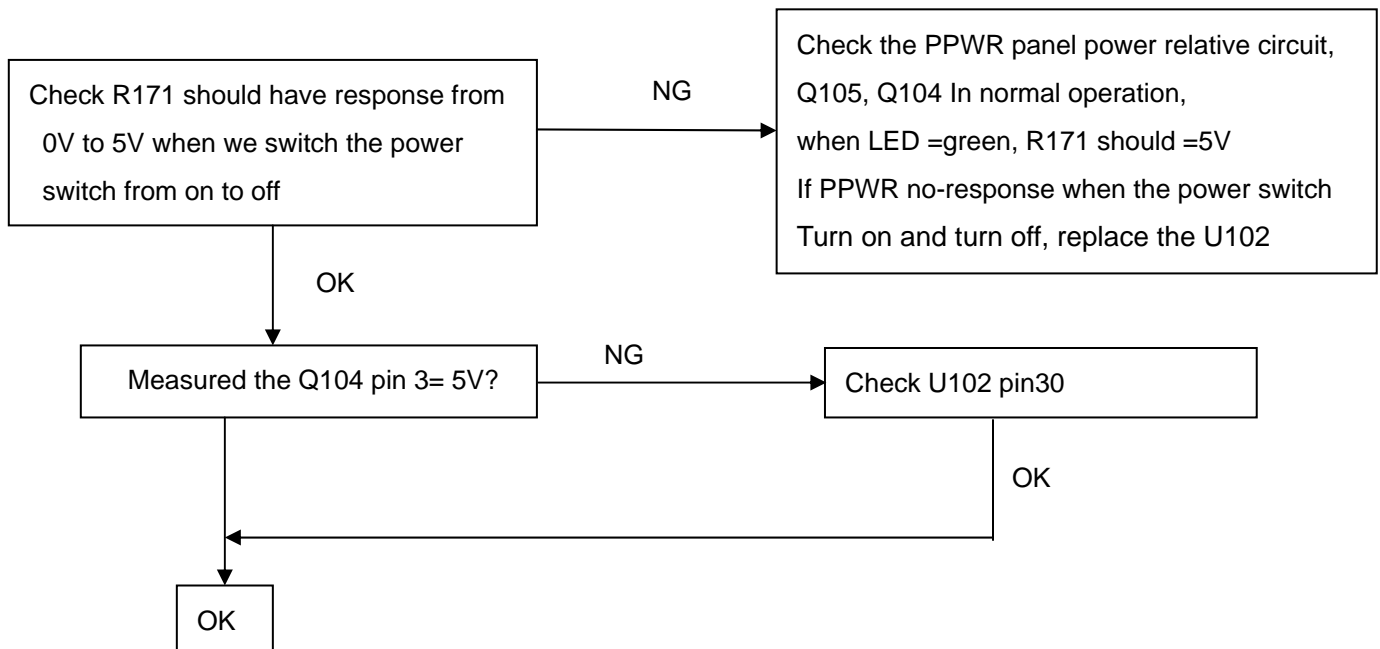 Check R171 should have response from
0V to 5V when we switch the power
switch from on to off
NG
Check the PPWR panel power relative circuit,
Q105, Q104 In normal operation,
when LED =green, R171 should =5V
If PPWR no-response when the power switch
Turn on and turn off, replace the U102
OK
Measured the Q104 pin 3= 5V?
NG
Check U102 pin30
OK
OK